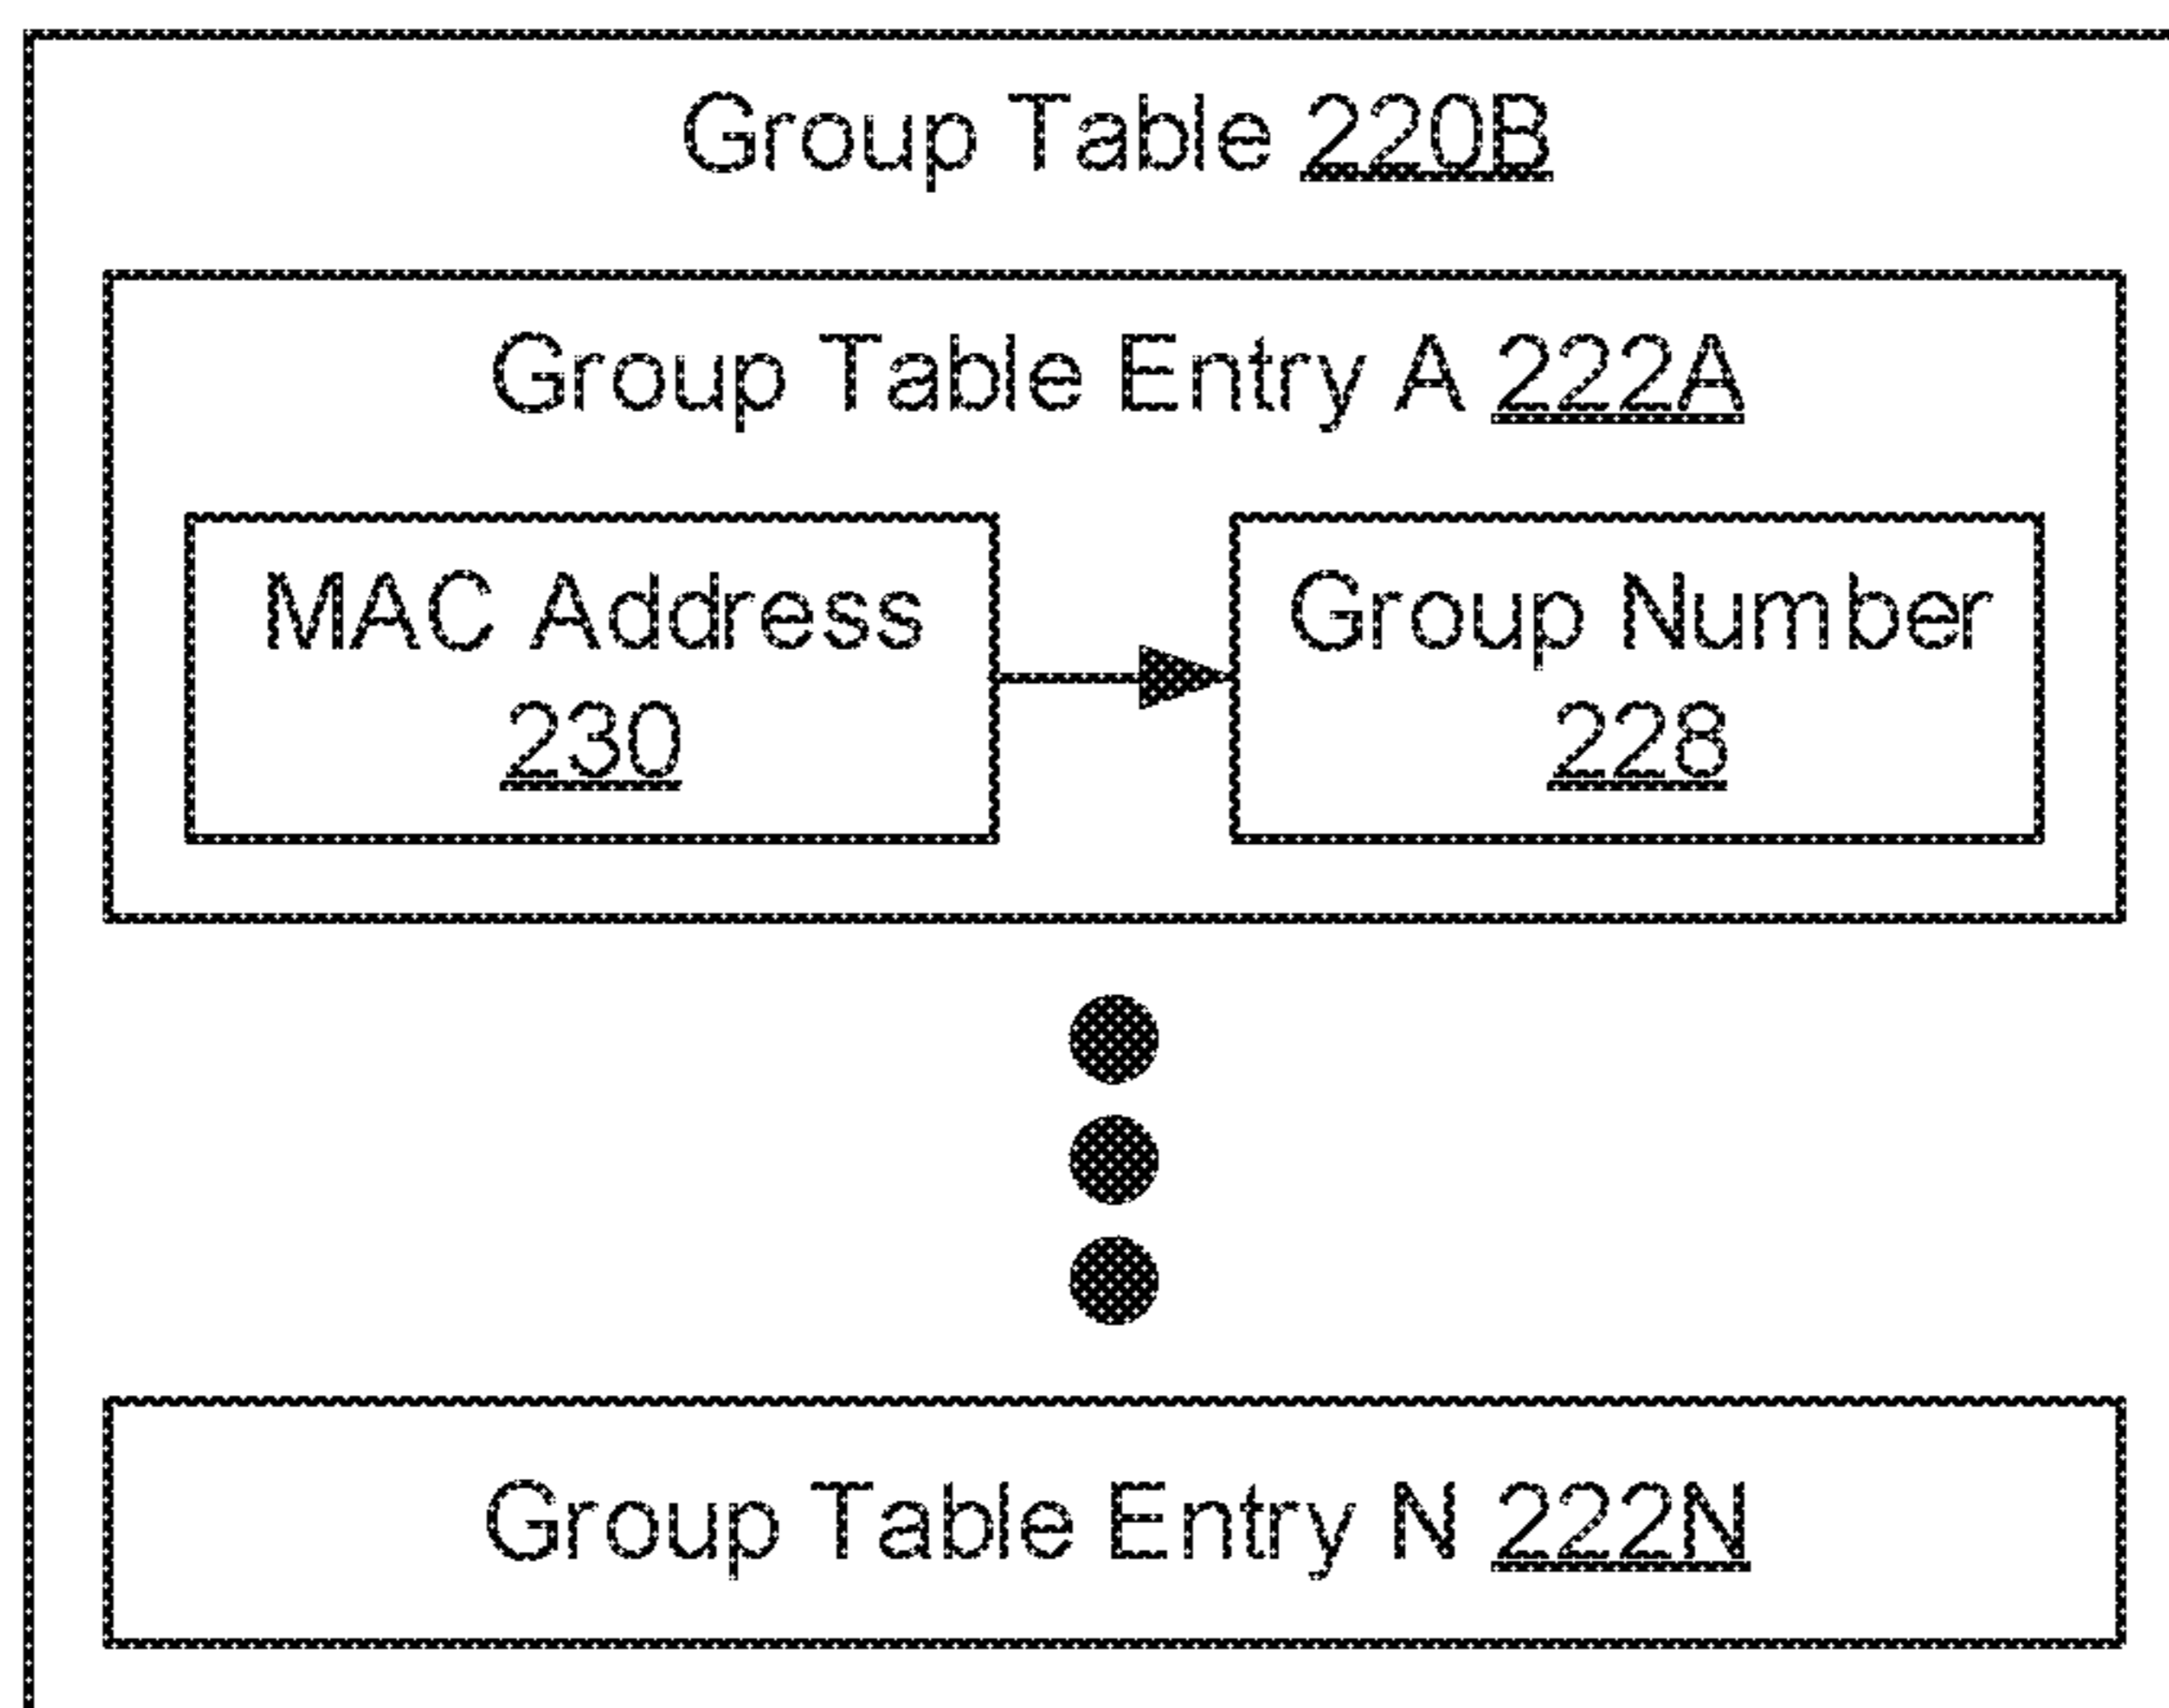 Group Table 220B
Group Table Entry A 222A
MAC Address
230
Group Number
228
Group Table Entry N 222N